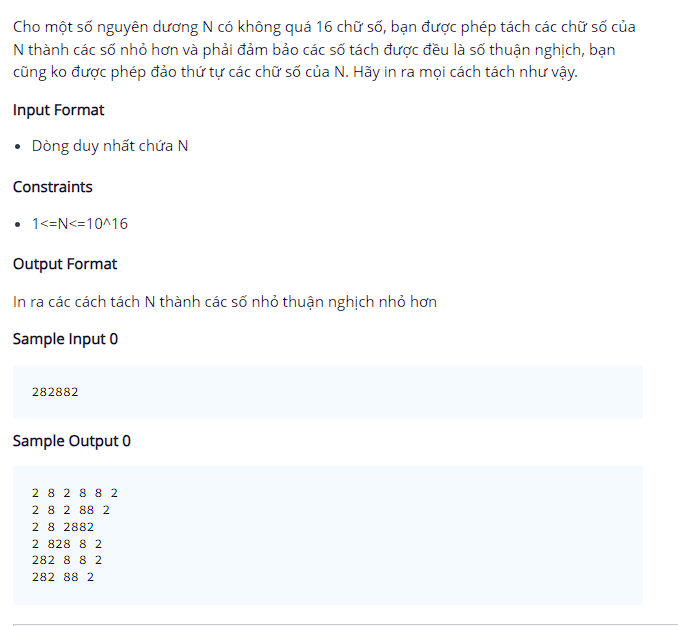 Cho một số nguyên dương N có không quá 16 chữ số, bạn được phép tách các chữ số của
N thành các số nhỏ hơn và phải đảm bảo các số tách được đều là số thuận nghịch, bạn
cũng ko được phép đảo thứ tự các chữ số của N. Hãy in ra mọi cách tách như vậy.
Input Format
• Dòng duy nhất chứa N
Constraints
• 1<=N<=10^16
Output Format
In ra các cách tách N thành các số nhỏ thuận nghịch nhỏ hơn
Sample Input 0
282882
Sample Output 0
2 8 2 8 8 2
2 8 2 88 2
2 8 2882
2 828 8 2
282 8 8 2
282 88 2